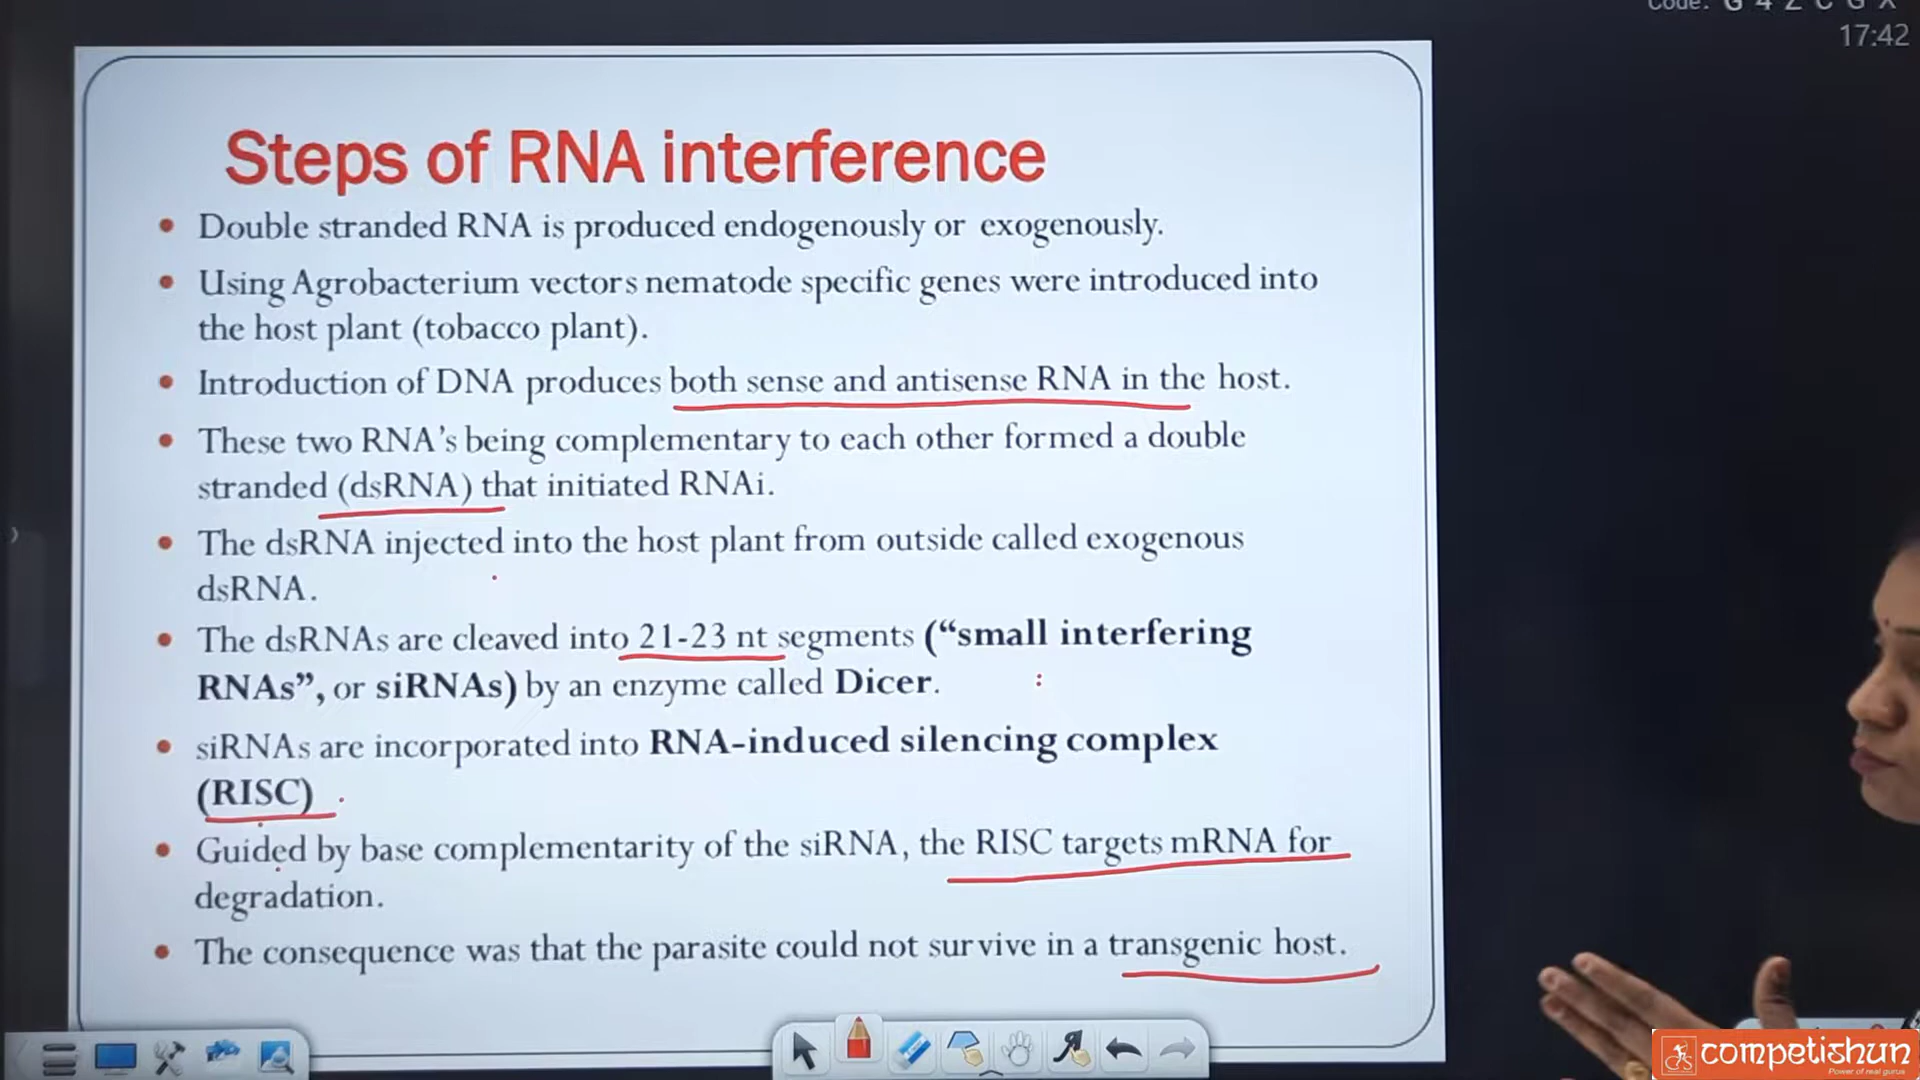 Code: G 4 Z C G X
17:42
Steps of RNA interference
• Double stranded RNA is produced endogenously or exogenously.
• Using Agrobacterium vectors nematode specific genes were introduced into
the host plant (tobacco plant).
• Introduction of DNA produces both sense and antisense RNA in the host.
• These two RNA's being complementary to each other formed a double
stranded (dsRNA) that initiated RNAi.
• The dsRNA injected into the host plant from outside called exogenous
dsRNA.
• The dsRNAs are cleaved into 21-23 nt segments ("small interfering
RNAs", or siRNAs) by an enzyme called Dicer.
• siRNAs are incorporated into RNA-induced silencing complex
(RISC)
• Guided by base complementarity of the siRNA, the RISC targets mRNA for
degradation.
• The consequence was that the parasite could not survive in a transgenic host.
competishun
Power of real gurus